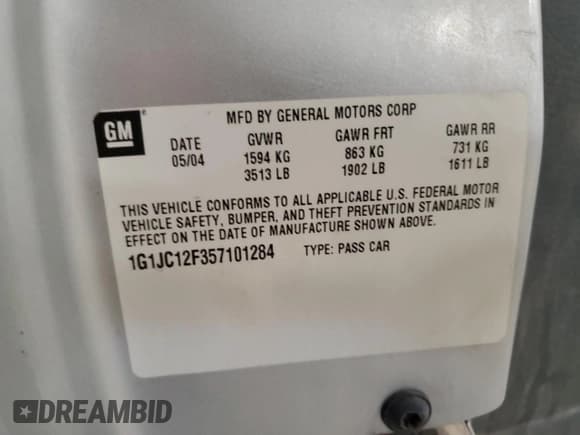 GM
MFD BY GENERAL MOTORS CORP
DATE GVWR GAWR FRT GAWR RR
05/04 1594 KG 863 KG 731 KG
3513 LB 1902 LB 1611 LB
THIS VEHICLE CONFORMS TO ALL APPLICABLE U.S. FEDERAL MOTOR
VEHICLE SAFETY, BUMPER, AND THEFT PREVENTION STANDARDS IN
EFFECT ON THE DATE OF MANUFACTURE SHOWN ABOVE.
1G1JC12F357101284 TYPE: PASS CAR
DREAMBID